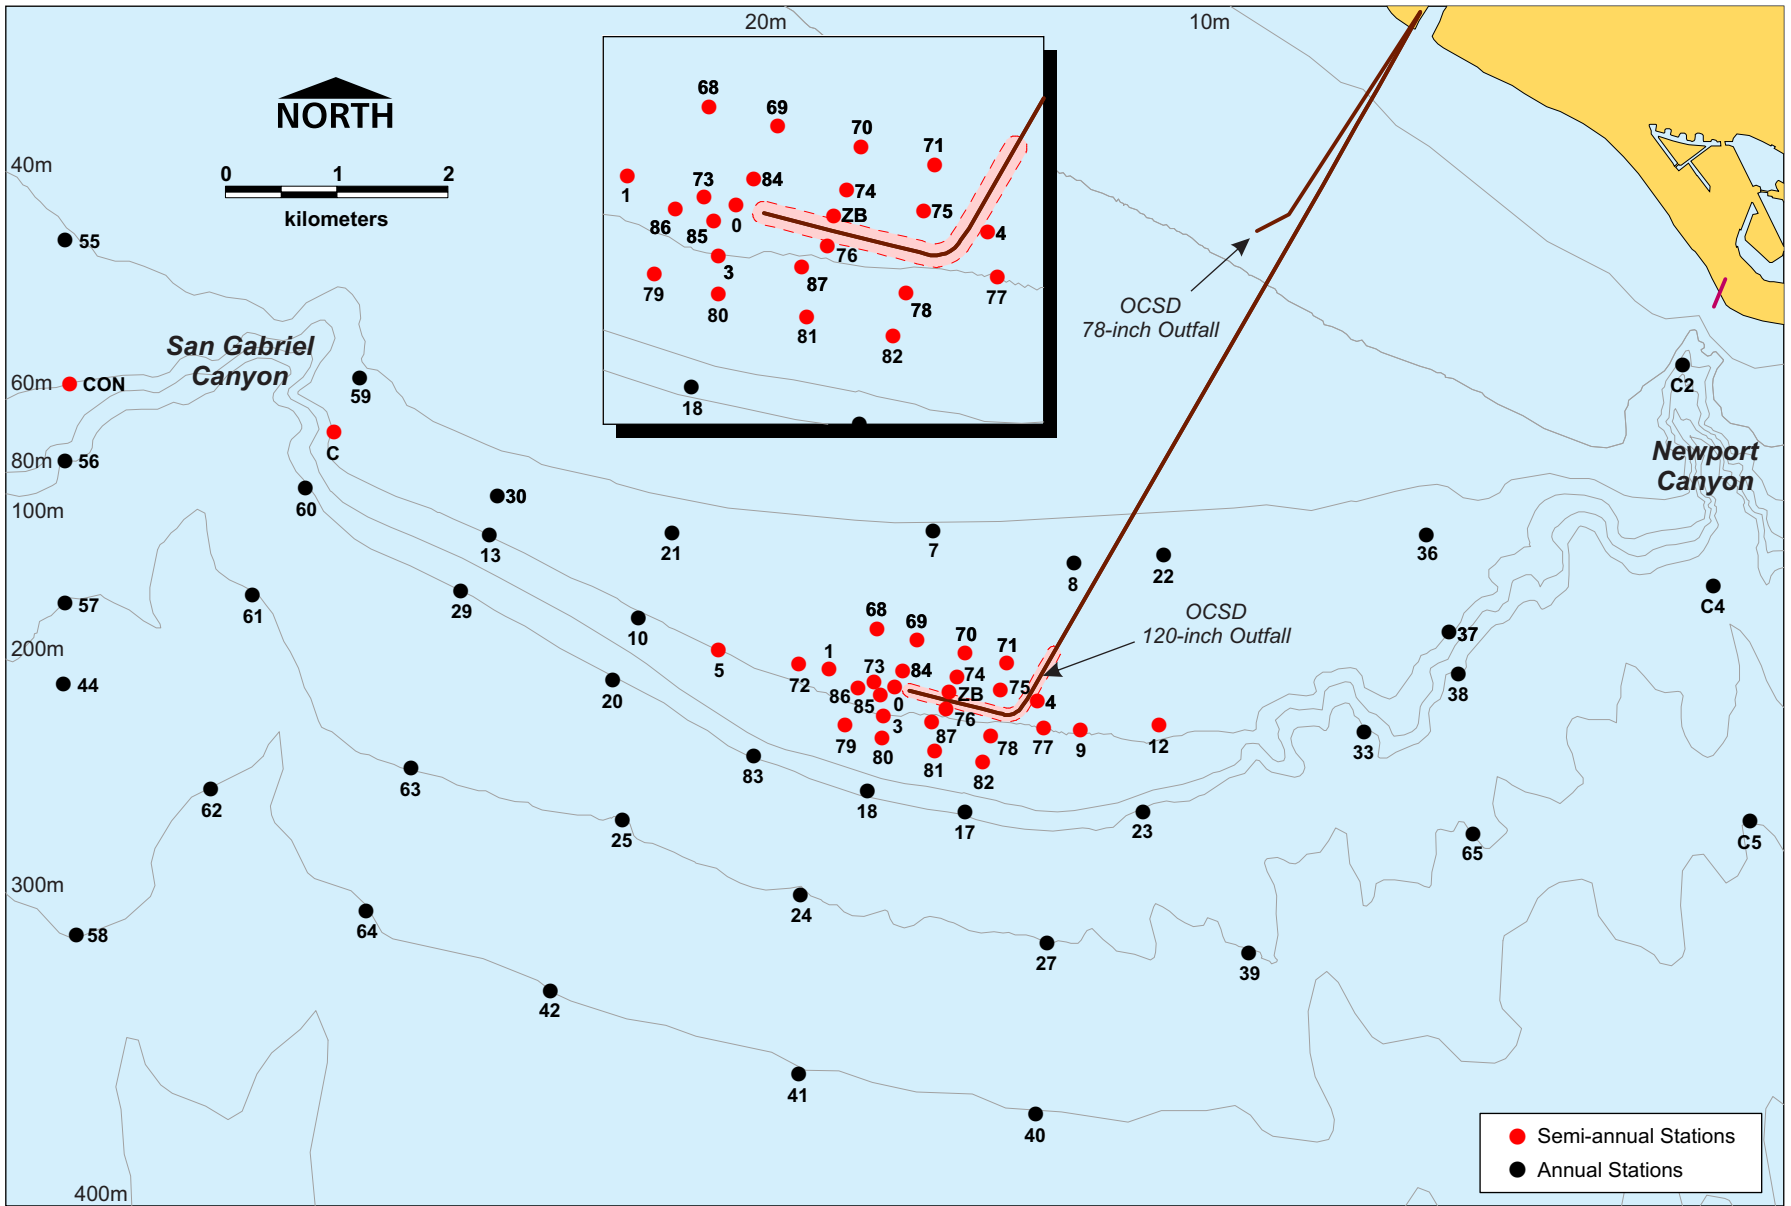 20m
10m
NORTH
0 1 2
kilometers
40m
60m
80m
100m
200m
300m
400m
68
69
70
71
1
73
84
74
86
85
0
ZB
75
4
3
76
79
80
87
78
77
81
82
18
OCSD
78-inch Outfall
San Gabriel
Canyon
Newport
Canyon
55
CON
59
C
56
60
30
13
21
7
8
22
36
C2
C4
57
61
29
10
5
72
1
68
69
70
71
73
84
74
86
85
0
ZB
75
4
OCSD
120-inch Outfall
37
38
44
20
3
76
79
80
87
78
77
9
12
33
81
82
83
62
63
18
17
23
25
65
C5
24
64
58
27
39
42
41
40
Semi-annual Stations
Annual Stations